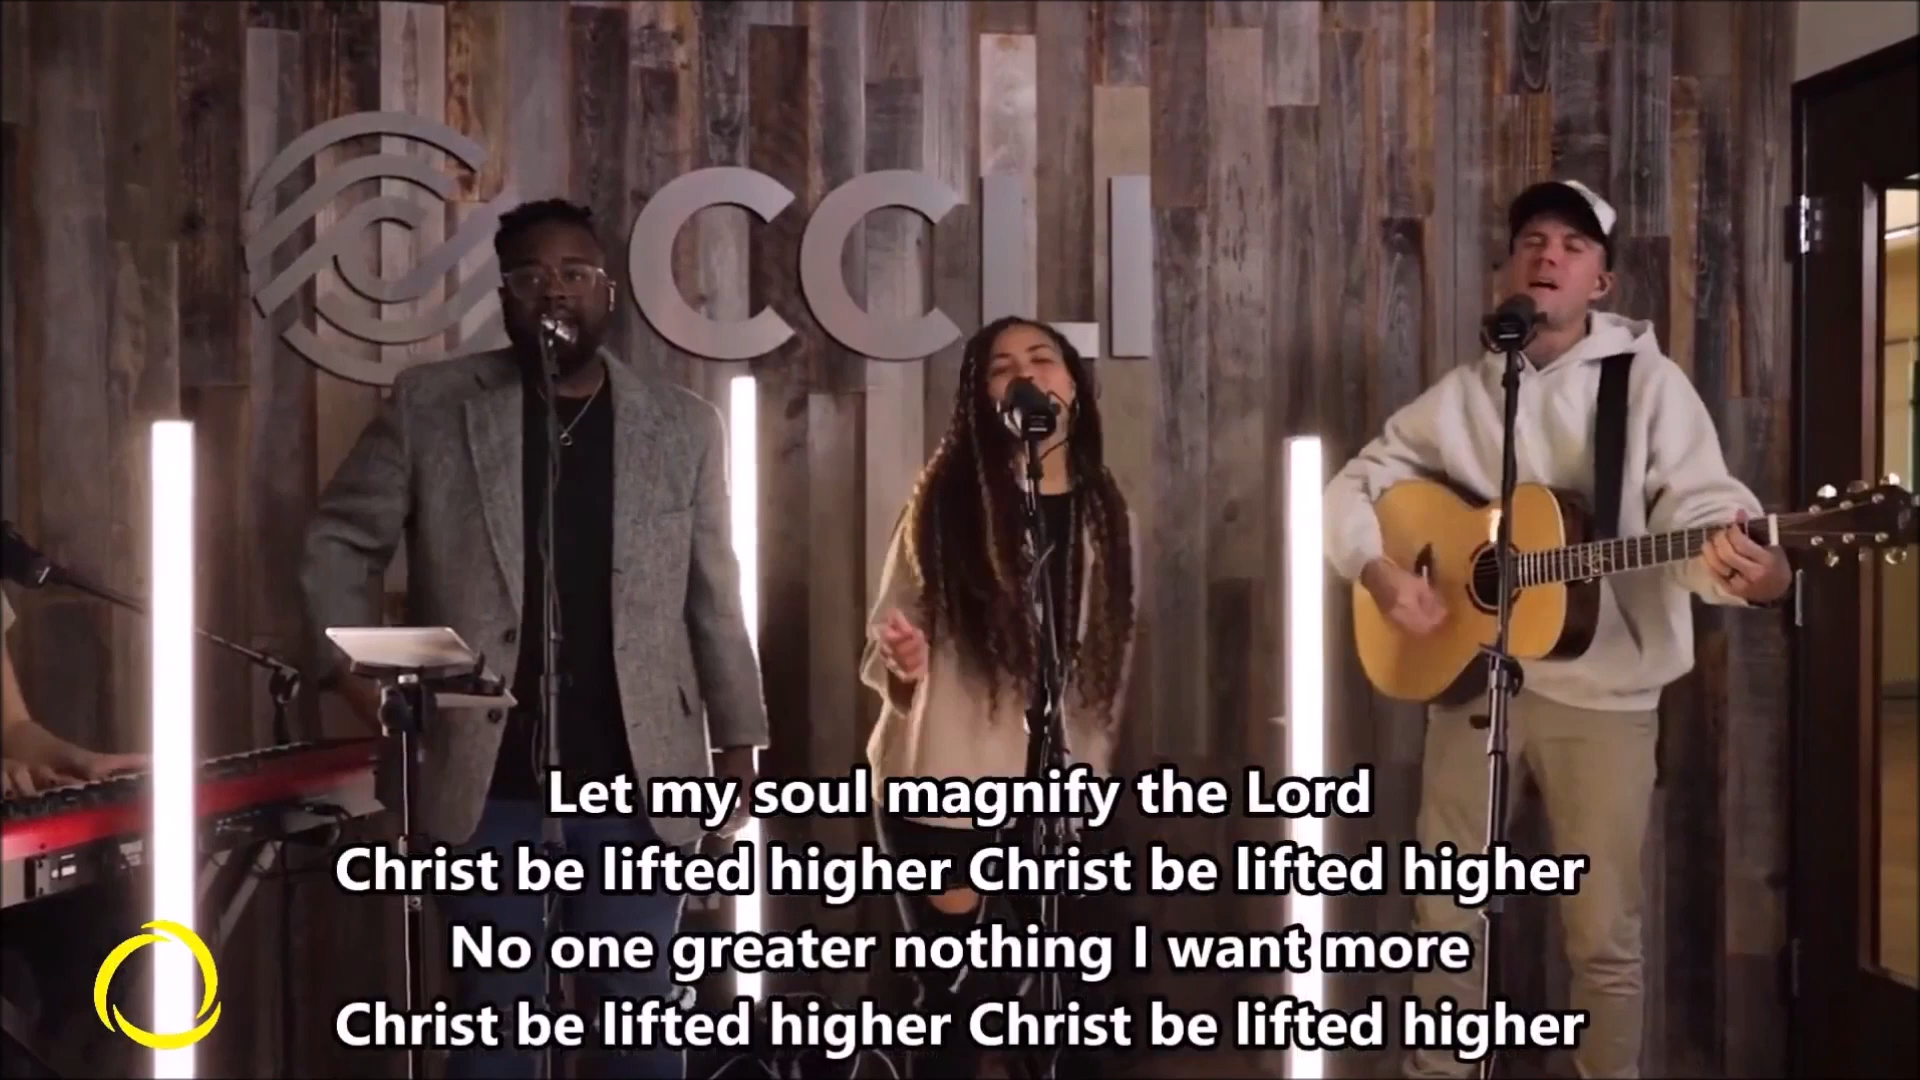 CCLI
Let my soul magnify the Lord
Christ be lifted higher Christ be lifted higher
No one greater nothing I want more
Christ be lifted higher Christ be lifted higher